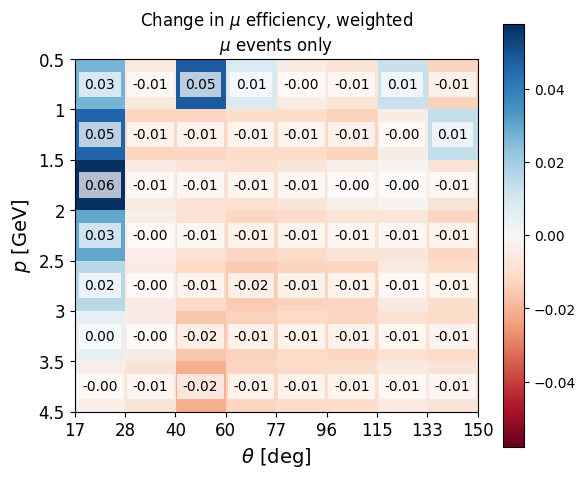 Change in μ efficiency, weighted
μ events only
0.5
0.03 -0.01 0.05 0.01 -0.00 -0.01 0.01 -0.01
1
0.05 -0.01 -0.01 -0.01 -0.01 -0.01 -0.00 0.01
1.5
0.06 -0.01 -0.01 -0.01 -0.01 -0.00 -0.00 -0.01
2
0.03 -0.00 -0.01 -0.01 -0.01 -0.01 -0.01 -0.01
2.5
0.02 -0.00 -0.01 -0.02 -0.01 -0.01 -0.01 -0.01
3
0.00 -0.00 -0.02 -0.01 -0.01 -0.01 -0.01 -0.01
3.5
-0.00 -0.01 -0.02 -0.01 -0.01 -0.01 -0.01 -0.01
4.5
p [GeV]
17 28 40 60 77 96 115 133 150
θ [deg]
0.04
0.02
0.00
−0.02
−0.04